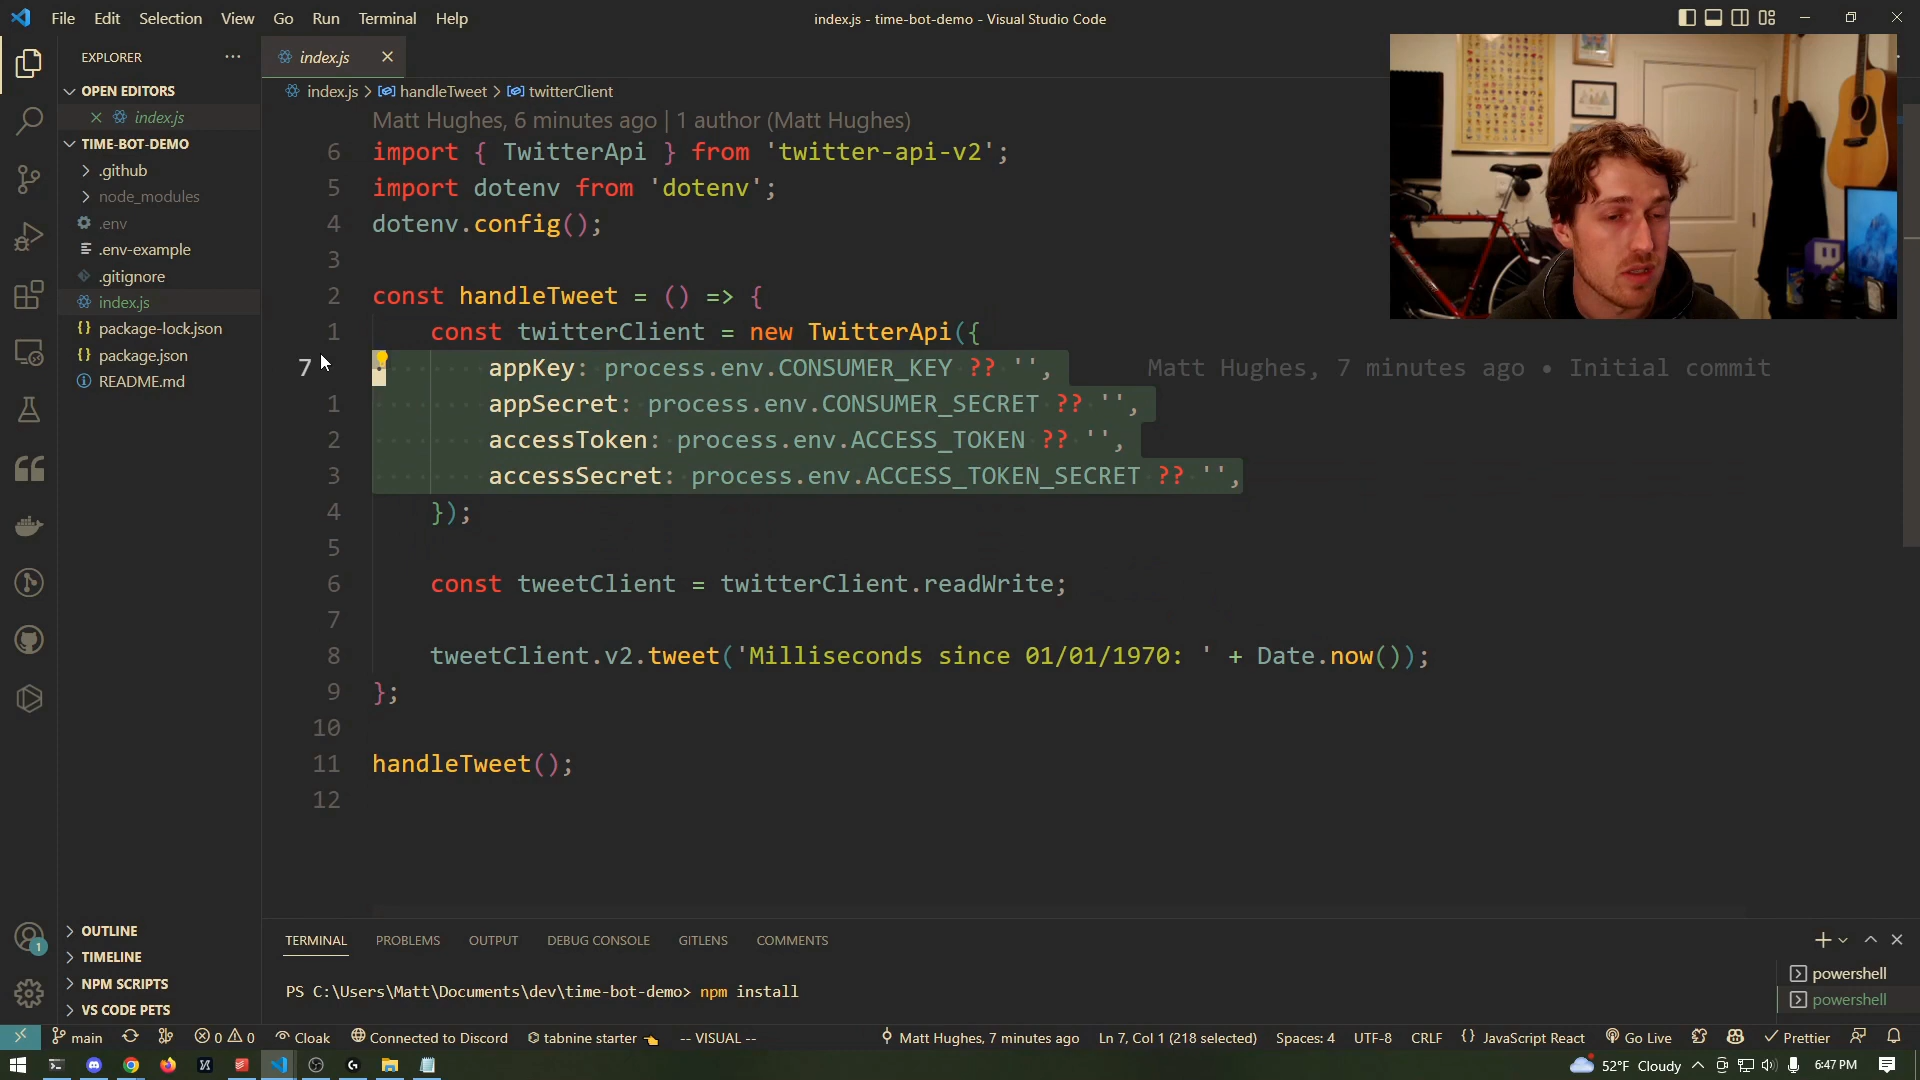 File Edit Selection View Go Run Terminal Help
index.js - time-bot-demo - Visual Studio Code
EXPLORER
OPEN EDITORS
index.js
TIME-BOT-DEMO
.github
node_modules
.env
.env-example
.gitignore
index.js
package-lock.json
package.json
README.md
OUTLINE
TIMELINE
NPM SCRIPTS
VS CODE PETS
index.js
index.js > handleTweet > twitterClient
Matt Hughes, 6 minutes ago | 1 author (Matt Hughes)
6 import { TwitterApi } from 'twitter-api-v2';
5 import dotenv from 'dotenv';
4 dotenv.config();
3
2 const handleTweet = () => {
1 const twitterClient = new TwitterApi({
7 appKey: process.env.CONSUMER_KEY ?? '', Matt Hughes, 7 minutes ago • Initial commit
1 appSecret: process.env.CONSUMER_SECRET ?? '',
2 accessToken: process.env.ACCESS_TOKEN ?? '',
3 accessSecret: process.env.ACCESS_TOKEN_SECRET ?? '',
4 });
5
6 const tweetClient = twitterClient.readWrite;
7
8 tweetClient.v2.tweet('Milliseconds since 01/01/1970: ' + Date.now());
9 };
10
11 handleTweet();
12
TERMINAL PROBLEMS OUTPUT DEBUG CONSOLE GITLENS COMMENTS
PS C:\Users\Matt\Documents\dev\time-bot-demo> npm install
powershell
powershell
1
main 0 0 Cloak Connected to Discord tabnine starter -- VISUAL -- Matt Hughes, 7 minutes ago Ln 7, Col 1 (218 selected) Spaces: 4 UTF-8 CRLF JavaScript React Go Live Prettier
52°F Cloudy 6:47 PM